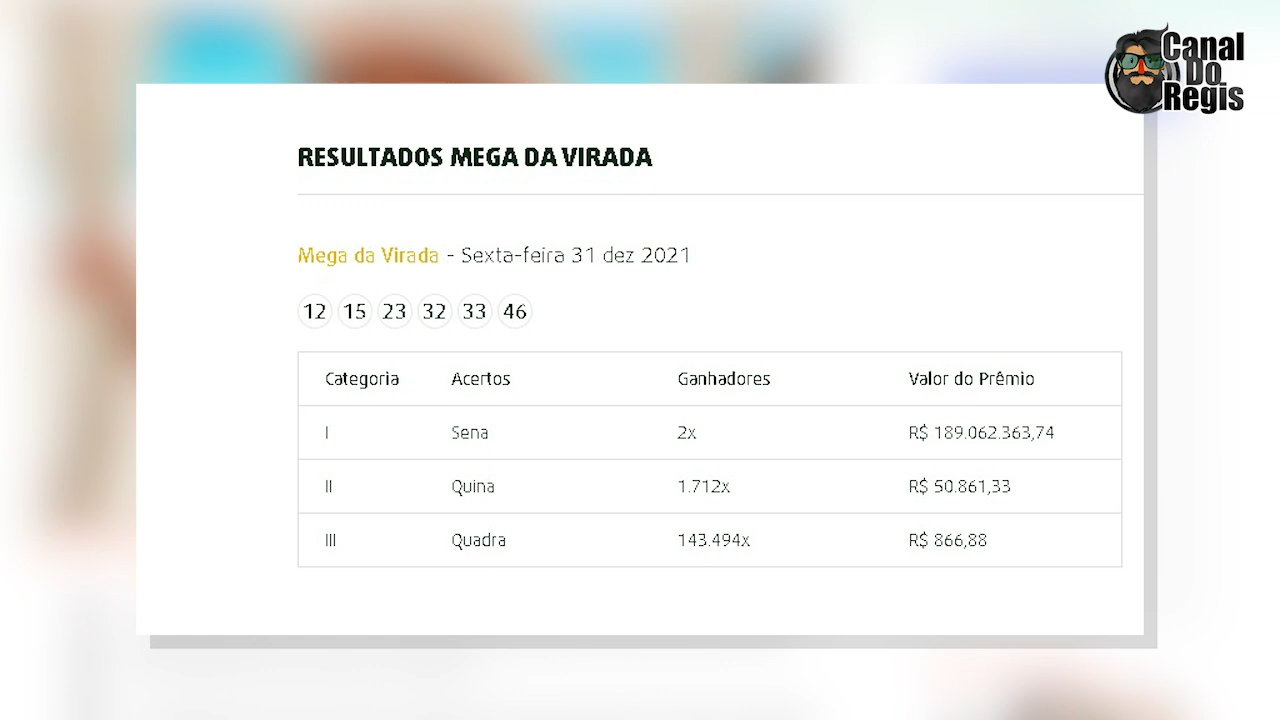 Canal
Do
Regis
RESULTADOS MEGA DA VIRADA
Mega da Virada - Sexta-feira 31 dez 2021
12 15 23 32 33 46
Categoria Acertos Ganhadores Valor do Prêmio
I Sena 2x R$ 189.062.363,74
II Quina 1.712x R$ 50.861,33
III Quadra 143.494x R$ 866,88